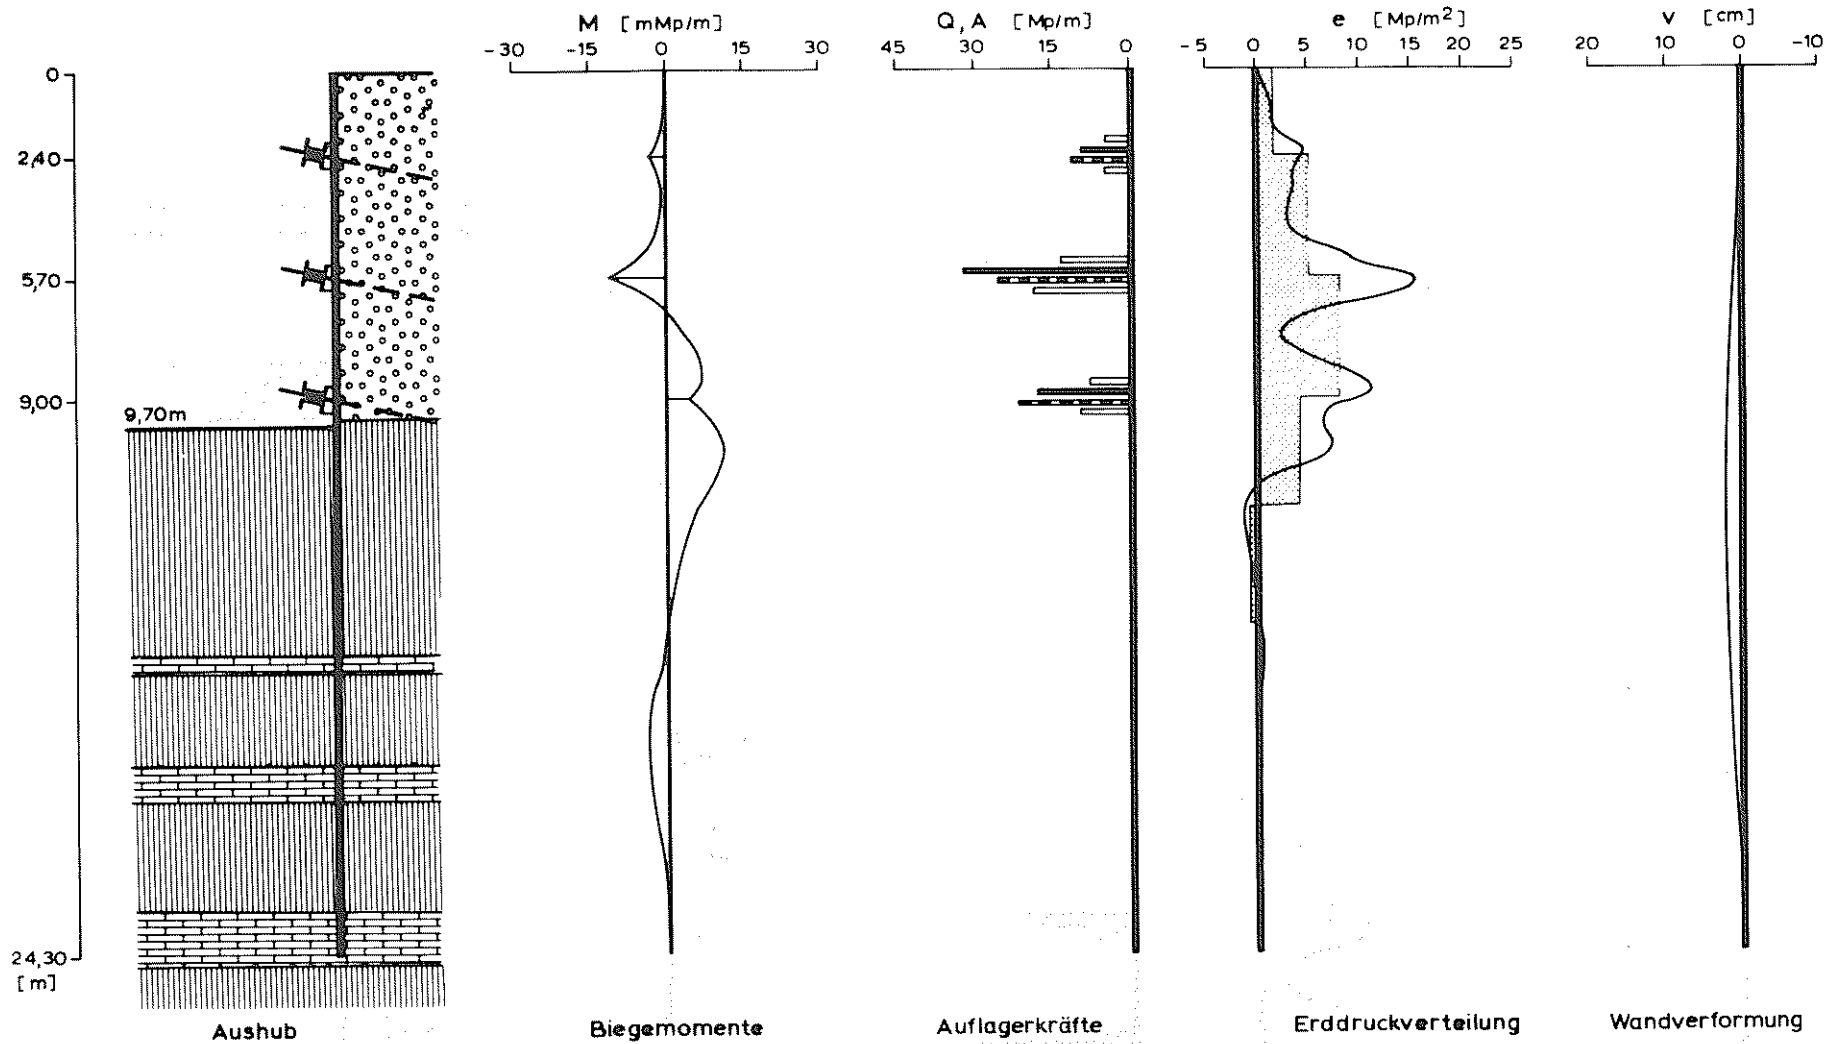 M [mMp/m]
-30 -15 0 15 30
Q, A [Mp/m]
45 30 15 0
e [Mp/m²]
-5 0 5 10 15 20 25
v [cm]
20 10 0 -10
0
2,40
5,70
9,00
9,70m
24,30
[m]
Aushub
Biegemomente
Auflagerkräfte
Erddruckverteilung
Wandverformung